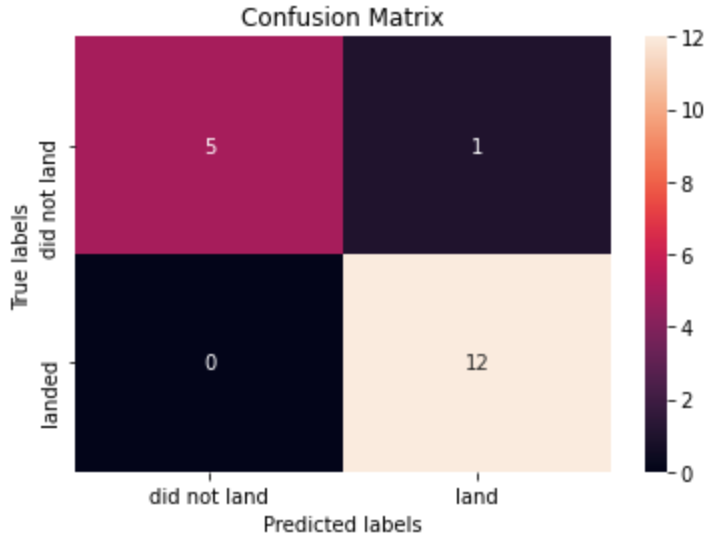 Confusion Matrix
did not land
landed
True labels
5
1
0
12
did not land
land
Predicted labels
12
10
8
6
4
2
0